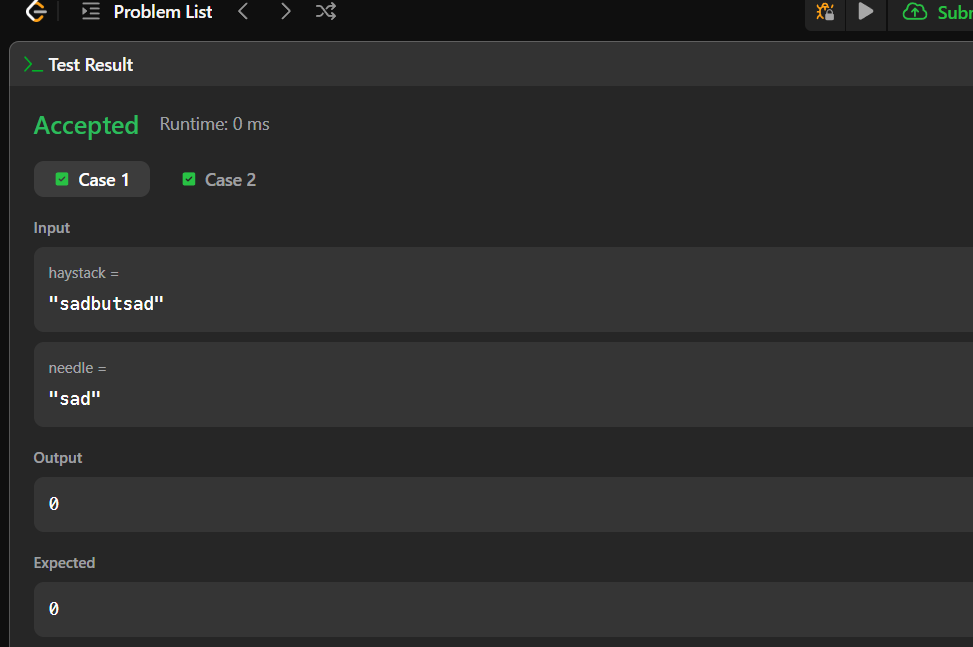 Problem List
Subm
Test Result
Accepted Runtime: 0 ms
Case 1 Case 2
Input
haystack =
"sadbutsad"
needle =
"sad"
Output
0
Expected
0